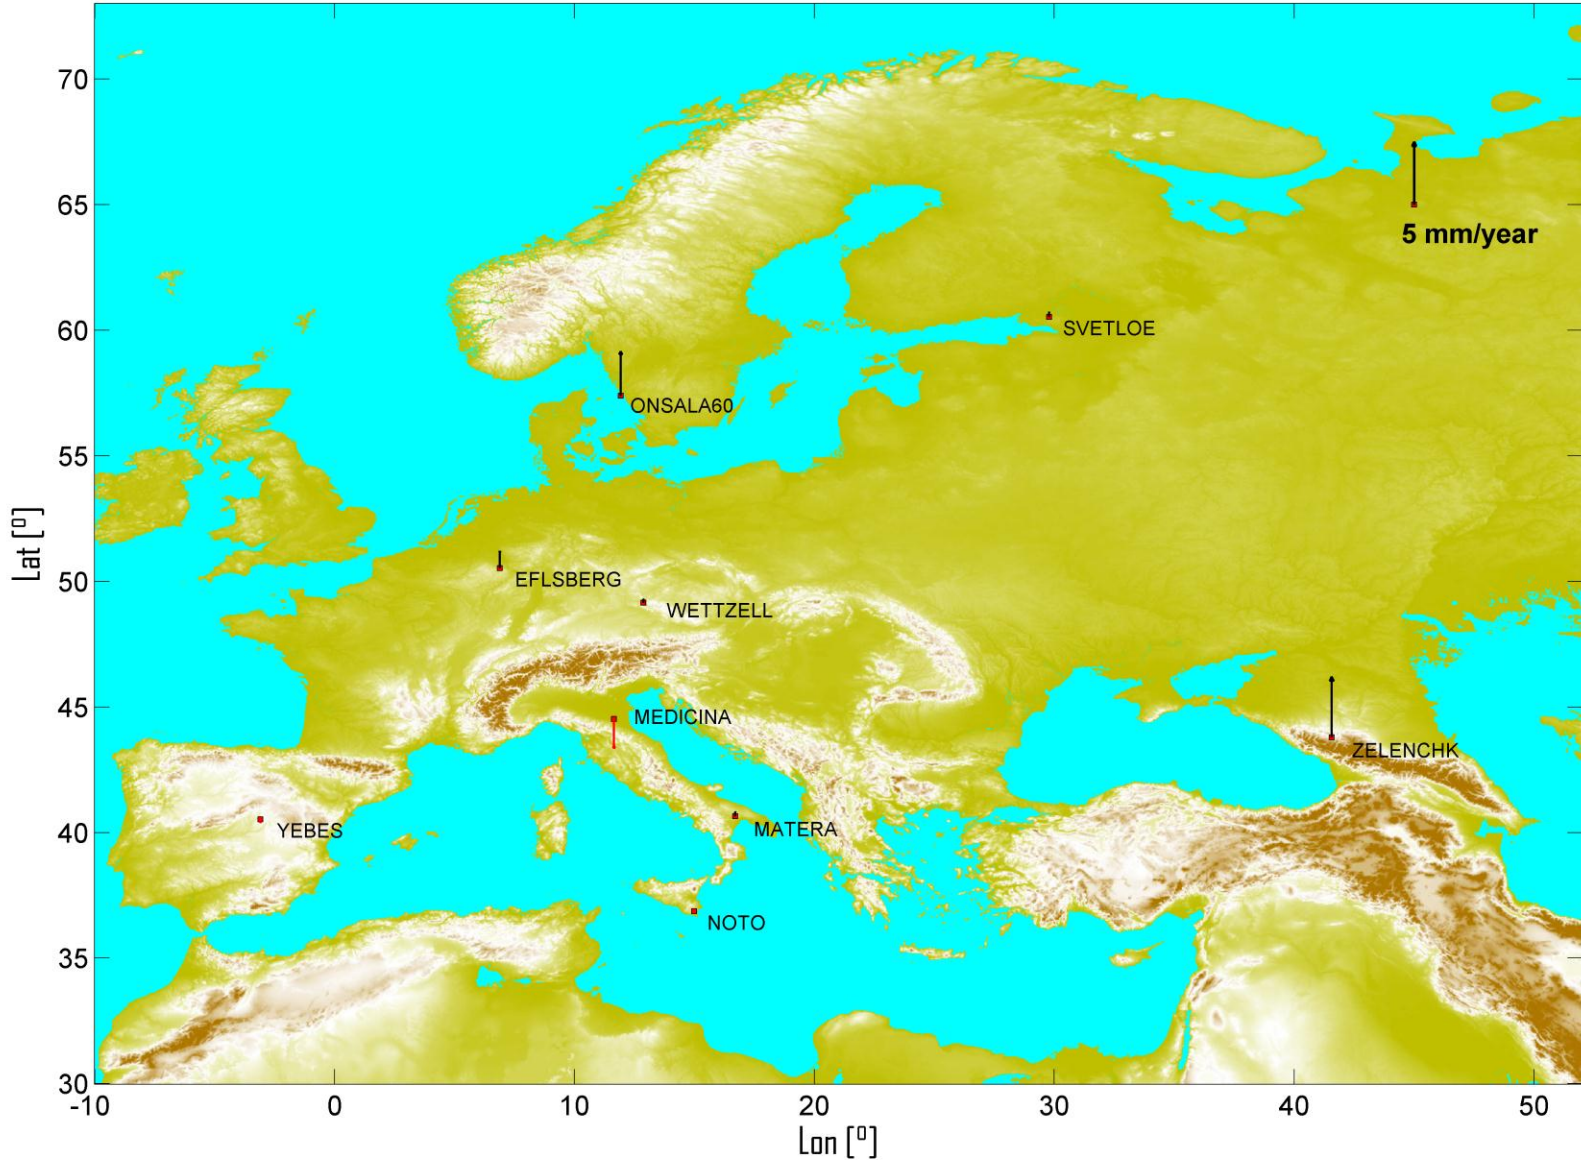 70
65
5 mm/year
60
SVETLOE
ONSALA60
55
Lat [º]
50
EFLSBERG
WETTZELL
45
MEDICINA
ZELENCHK
40
YEBES
MATERA
NOTO
35
30
-10 0 10 20 30 40 50
Lon [º]